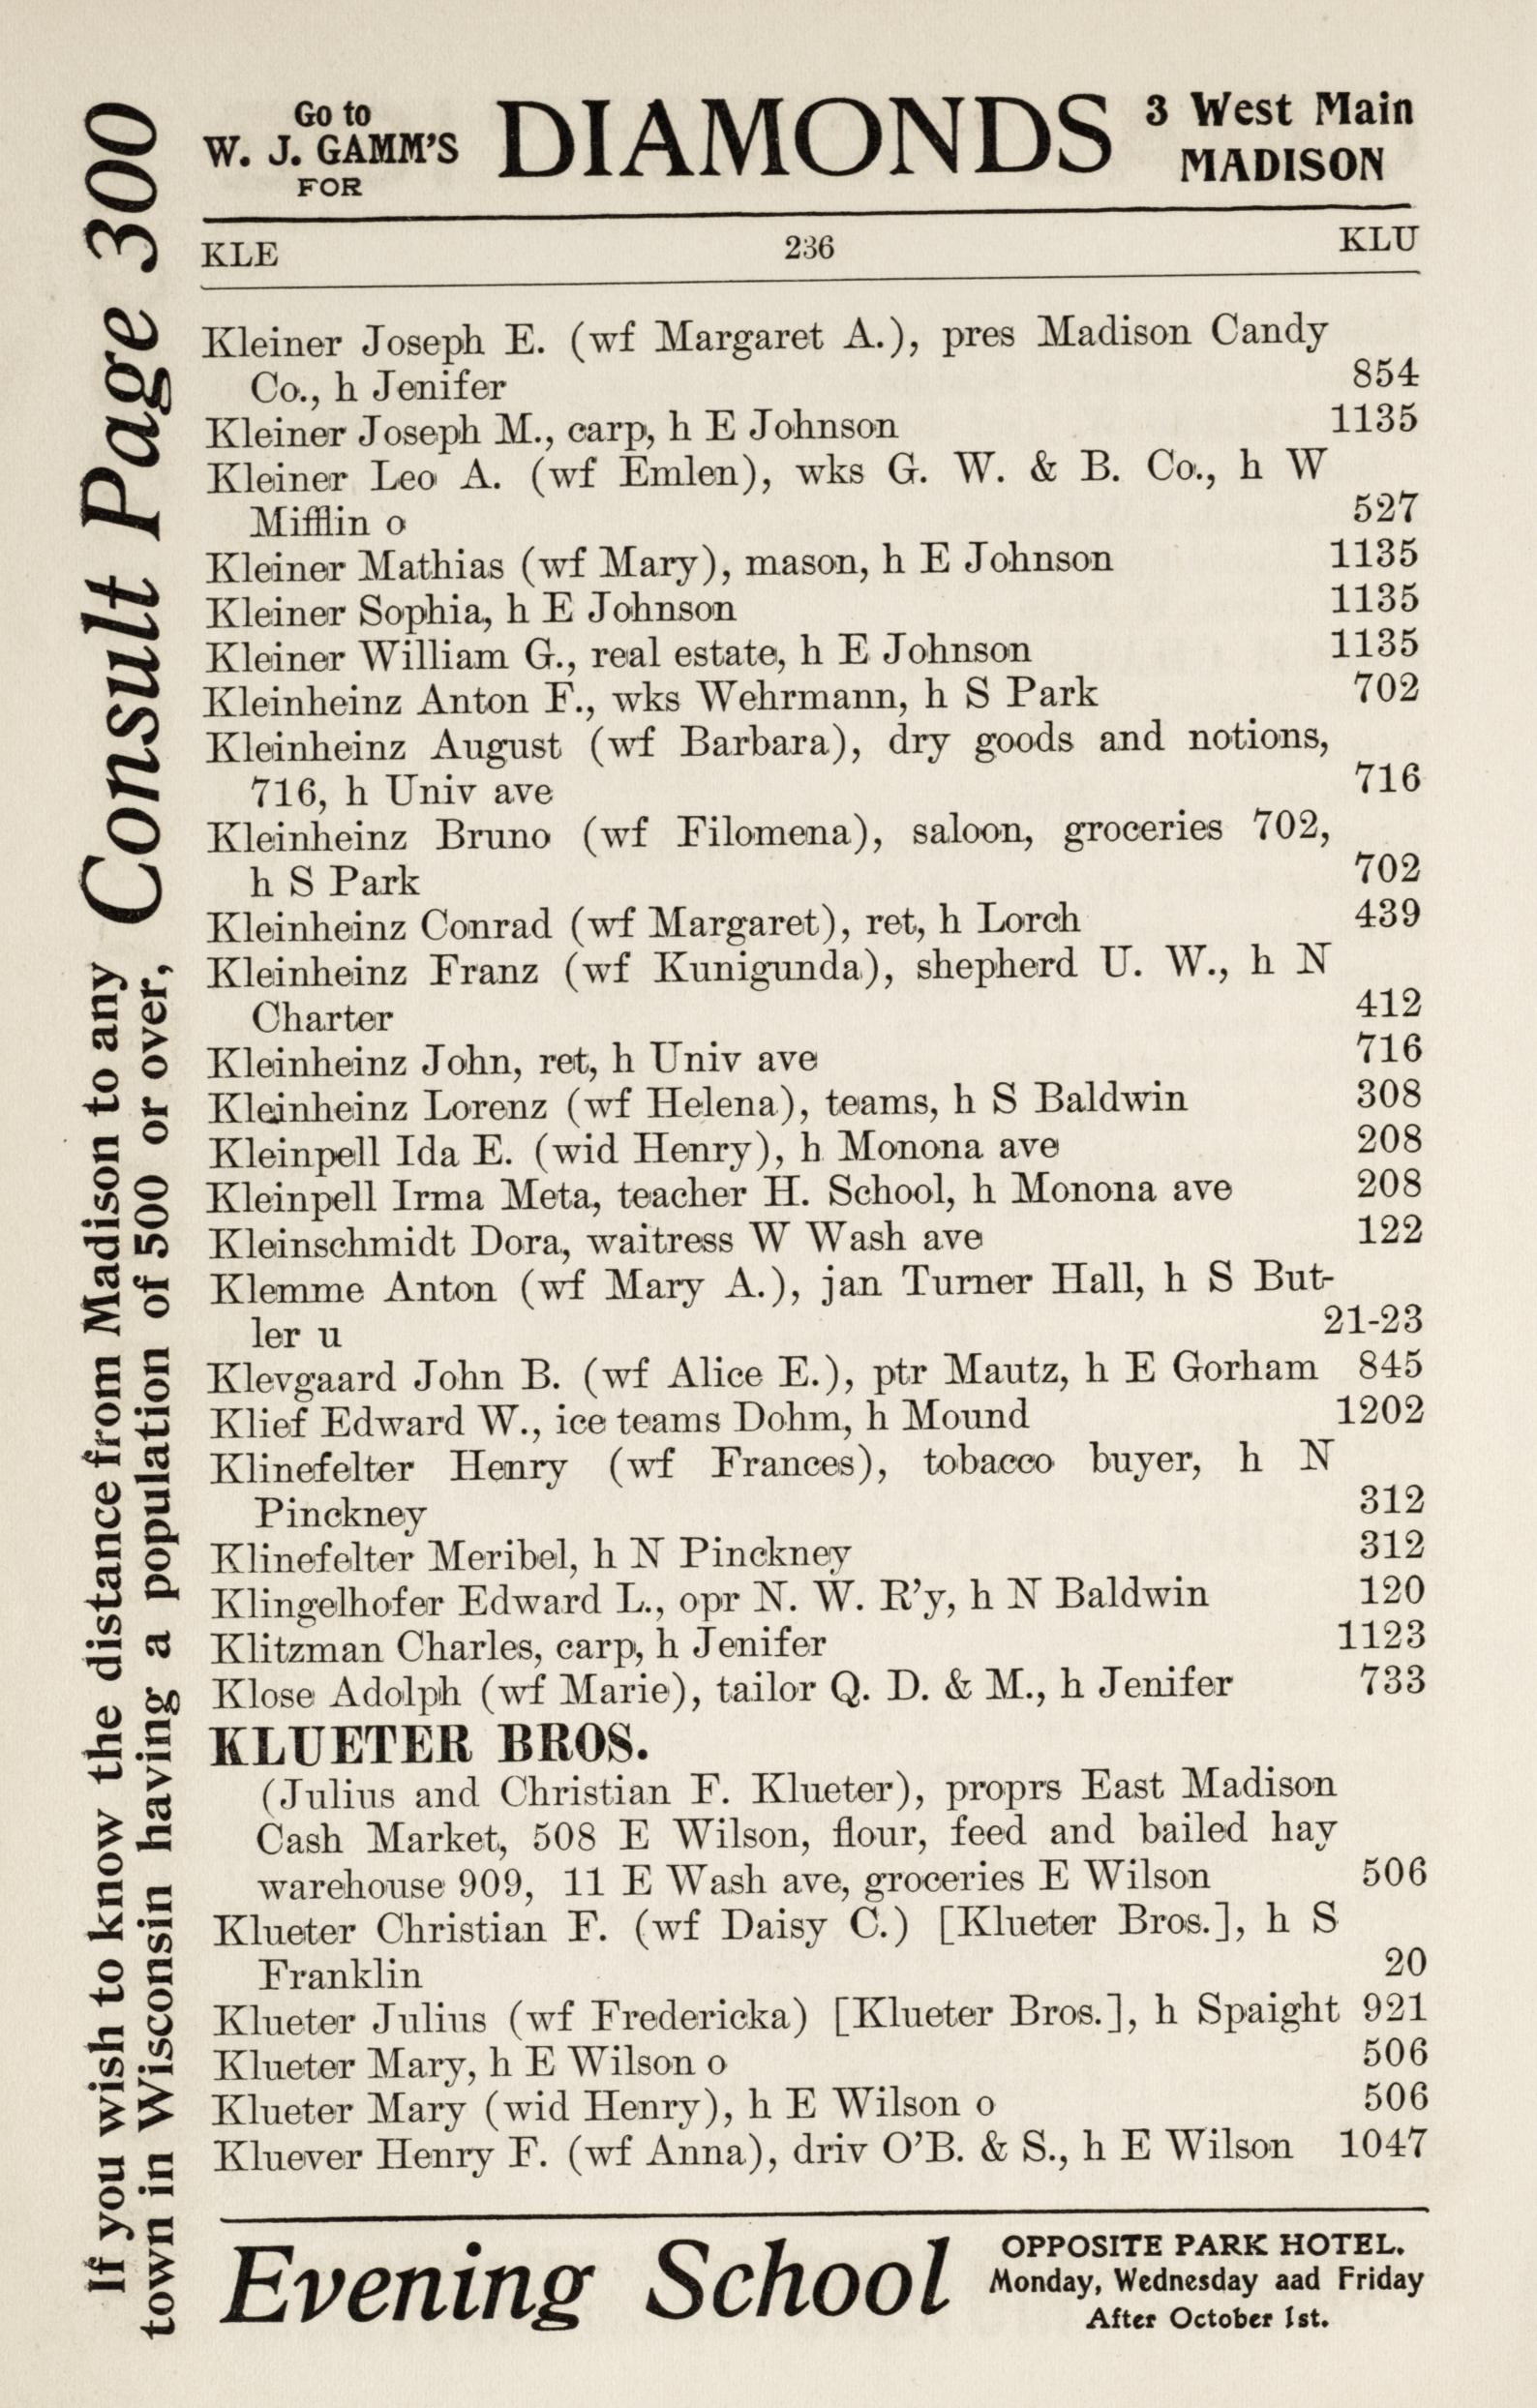 Go to
W. J. GAMM'S
FOR
DIAMONDS
3 West Main
MADISON
KLE 236 KLU
Kleiner Joseph E. (wf Margaret A.), pres Madison Candy
Co., h Jenifer 854
Kleiner Joseph M., carp, h E Johnson 1135
Kleiner Leo A. (wf Emlen), wks G. W. & B. Co., h W
Mifflin o 527
Kleiner Mathias (wf Mary), mason, h E Johnson 1135
Kleiner Sophia, h E Johnson 1135
Kleiner William G., real estate, h E Johnson 1135
Kleinheinz Anton F., wks Wehrmann, h S Park 702
Kleinheinz August (wf Barbara), dry goods and notions,
716, h Univ ave 716
Kleinheinz Bruno (wf Filomena), saloon, groceries 702,
h S Park 702
Kleinheinz Conrad (wf Margaret), ret, h Lorch 439
Kleinheinz Franz (wf Kunigunda), shepherd U. W., h N
Charter 412
Kleinheinz John, ret, h Univ ave 716
Kleinheinz Lorenz (wf Helena), teams, h S Baldwin 308
Kleinpell Ida E. (wid Henry), h Monona ave 208
Kleinpell Irma Meta, teacher H. School, h Monona ave 208
Kleinschmidt Dora, waitress W Wash ave 122
Klemme Anton (wf Mary A.), jan Turner Hall, h S But-
ler u 21-23
Klevgaard John B. (wf Alice E.), ptr Mautz, h E Gorham 845
Klief Edward W., ice teams Dohm, h Mound 1202
Klinefelter Henry (wf Frances), tobacco buyer, h N
Pinckney 312
Klinefelter Meribel, h N Pinckney 312
Klingelhofer Edward L., opr N. W. R'y, h N Baldwin 120
Klitzman Charles, carp, h Jenifer 1123
Klose Adolph (wf Marie), tailor Q. D. & M., h Jenifer 733
KLUETER BROS.
(Julius and Christian F. Klueter), proprs East Madison
Cash Market, 508 E Wilson, flour, feed and bailed hay
warehouse 909, 11 E Wash ave, groceries E Wilson 506
Klueter Christian F. (wf Daisy C.) [Klueter Bros.], h S
Franklin 20
Klueter Julius (wf Fredericka) [Klueter Bros.], h Spaight 921
Klueter Mary, h E Wilson o 506
Klueter Mary (wid Henry), h E Wilson o 506
Kluever Henry F. (wf Anna), driv O'B. & S., h E Wilson 1047
Evening School
OPPOSITE PARK HOTEL.
Monday, Wednesday aad Friday
After October 1st.
If you wish to know the distance from Madison to any
town in Wisconsin having a population of 500 or over,
Consult Page 300